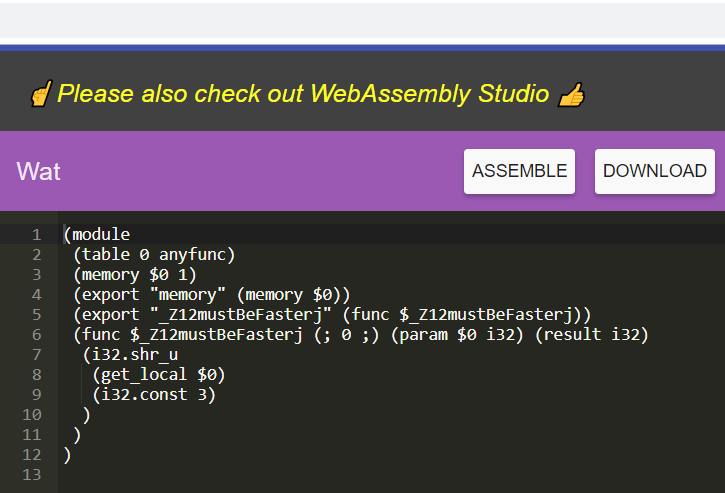 ☝Please also check out WebAssembly Studio 👍
Wat ASSEMBLE DOWNLOAD
1 (module
2  (table 0 anyfunc)
3  (memory $0 1)
4  (export "memory" (memory $0))
5  (export "_Z12mustBeFasterj" (func $_Z12mustBeFasterj))
6  (func $_Z12mustBeFasterj (; 0 ;) (param $0 i32) (result i32)
7   (i32.shr_u
8    (get_local $0)
9    (i32.const 3)
10   )
11  )
12 )
13